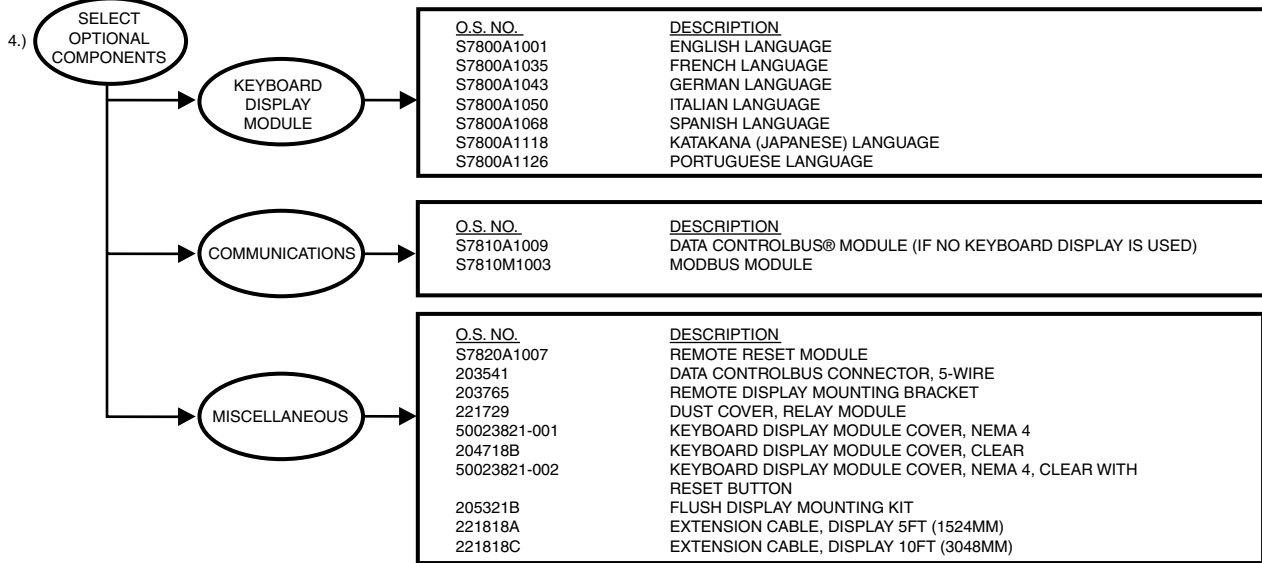 4.)
SELECT
OPTIONAL
COMPONENTS
KEYBOARD
DISPLAY
MODULE
O.S. NO. DESCRIPTION
S7800A1001 ENGLISH LANGUAGE
S7800A1035 FRENCH LANGUAGE
S7800A1043 GERMAN LANGUAGE
S7800A1050 ITALIAN LANGUAGE
S7800A1068 SPANISH LANGUAGE
S7800A1118 KATAKANA (JAPANESE) LANGUAGE
S7800A1126 PORTUGUESE LANGUAGE
COMMUNICATIONS
O.S. NO. DESCRIPTION
S7810A1009 DATA CONTROLBUS® MODULE (IF NO KEYBOARD DISPLAY IS USED)
S7810M1003 MODBUS MODULE
MISCELLANEOUS
O.S. NO. DESCRIPTION
S7820A1007 REMOTE RESET MODULE
203541 DATA CONTROLBUS CONNECTOR, 5-WIRE
203765 REMOTE DISPLAY MOUNTING BRACKET
221729 DUST COVER, RELAY MODULE
50023821-001 KEYBOARD DISPLAY MODULE COVER, NEMA 4
204718B KEYBOARD DISPLAY MODULE COVER, CLEAR
50023821-002 KEYBOARD DISPLAY MODULE COVER, NEMA 4, CLEAR WITH
RESET BUTTON
205321B FLUSH DISPLAY MOUNTING KIT
221818A EXTENSION CABLE, DISPLAY 5FT (1524MM)
221818C EXTENSION CABLE, DISPLAY 10FT (3048MM)